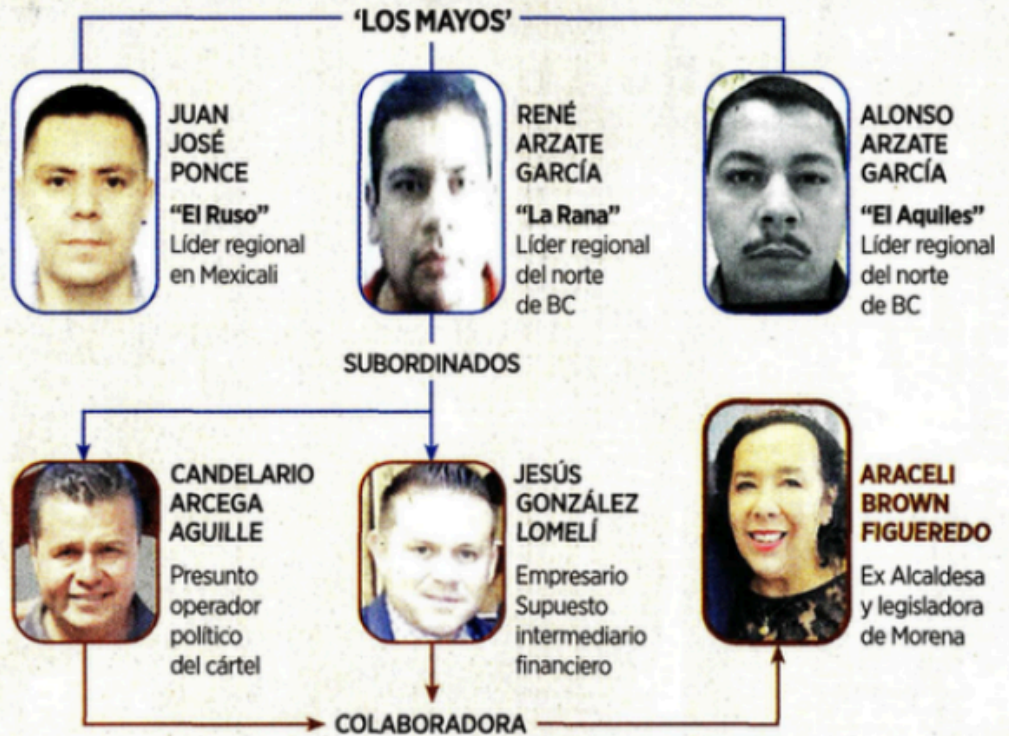 ‘LOS MAYOS’
JUAN
JOSÉ
PONCE
“El Ruso”
Líder regional
en Mexicali
RENÉ
ARZATE
GARCÍA
“La Rana”
Líder regional
del norte
de BC
ALONSO
ARZATE
GARCÍA
“El Aquiles”
Líder regional
del norte
de BC
SUBORDINADOS
CANDELARIO
ARCEGA
AGUILLE
Presunto
operador
político
del cártel
JESÚS
GONZÁLEZ
LOMELÍ
Empresario
Supuesto
intermediario
financiero
ARACELI
BROWN
FIGUEREDO
Ex Alcaldesa
y legisladora
de Morena
COLABORADORA